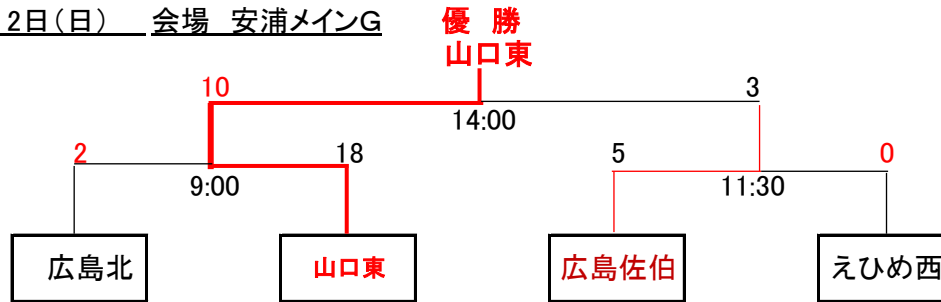 2日(日) 会場 安浦メインG
優 勝
山口東
10 3
14:00
2 18 5 0
9:00 11:30
広島北 山口東 広島佐伯 えひめ西